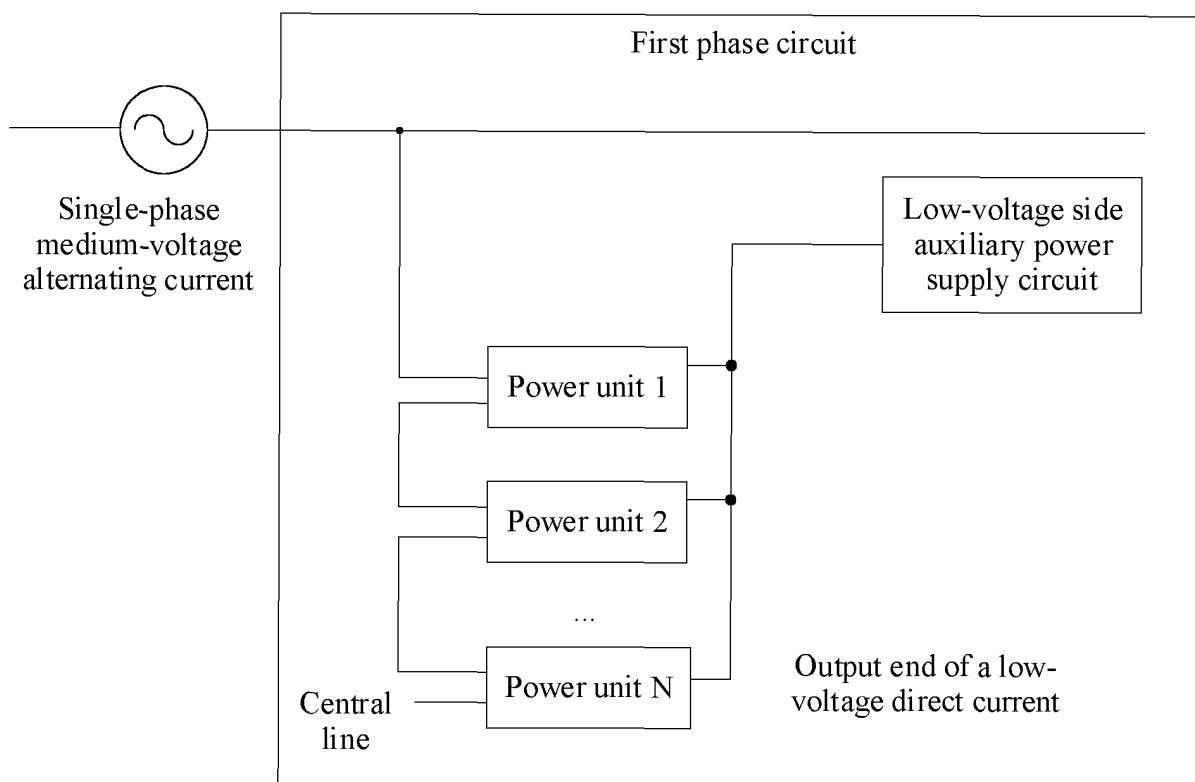 First phase circuit
Single-phase
medium-voltage
alternating current
Low-voltage side
auxiliary power
supply circuit
Power unit 1
Power unit 2
...
Power unit N
Central
line
Output end of a low-
voltage direct current